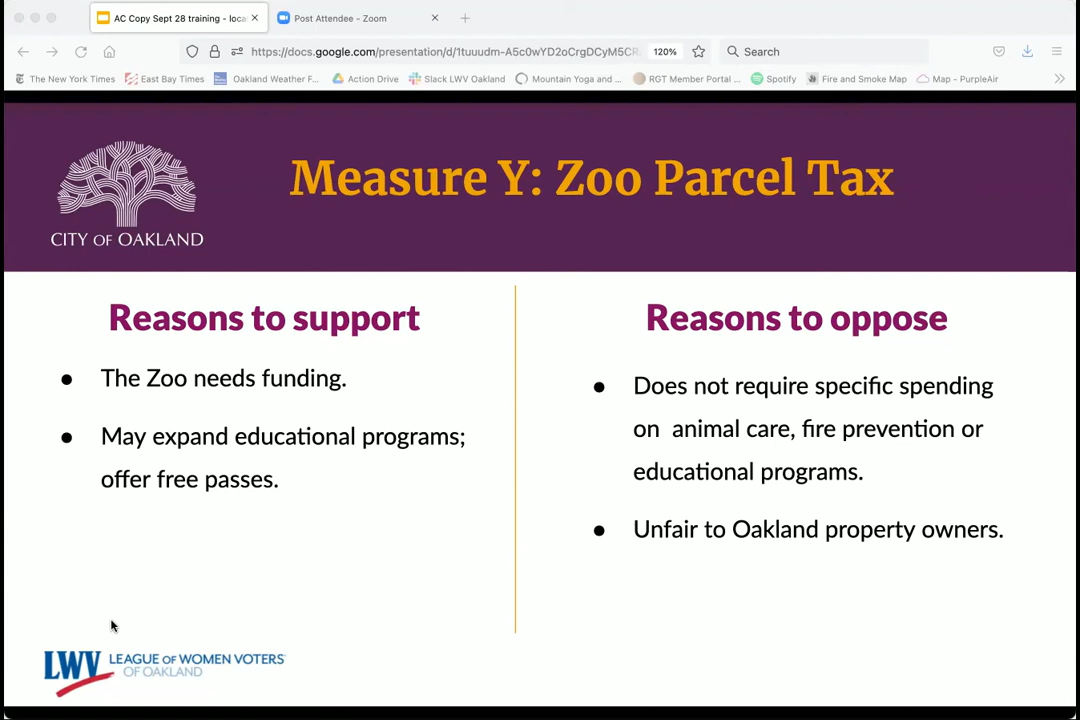 AC Copy Sept 28 training - loca
Post Attendee - Zoom
https://docs.google.com/presentation/d/1tuuudm-A5c0wYD2oCrgDCyM5CR
120%
Search
The New York Times
East Bay Times
Oakland Weather F...
Action Drive
Slack LWV Oakland
Mountain Yoga and ...
RGT Member Portal ...
Spotify
Fire and Smoke Map
Map - PurpleAir
CITY OF OAKLAND
Measure Y: Zoo Parcel Tax
Reasons to support
● The Zoo needs funding.
● May expand educational programs;
offer free passes.
Reasons to oppose
● Does not require specific spending
on animal care, fire prevention or
educational programs.
● Unfair to Oakland property owners.
LWV
LEAGUE OF WOMEN VOTERS®
OF OAKLAND